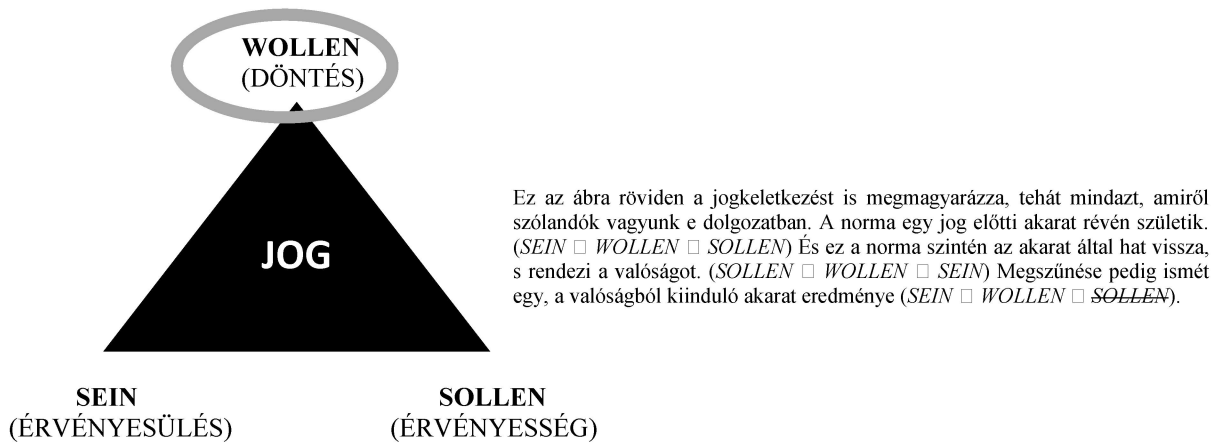 WOLLEN
(DÖNTÉS)
JOG
SEIN
(ÉRVÉNYESÜLÉS)
SOLLEN
(ÉRVÉNYESSÉG)
Ez az ábra röviden a jogkeletkezést is megmagyarázza, tehát mindazt, amiről
szólandók vagyunk e dolgozatban. A norma egy jog előtti akarat révén születik.
(SEIN □ WOLLEN □ SOLLEN) És ez a norma szintén az akarat által hat vissza,
s rendezi a valóságot. (SOLLEN □ WOLLEN □ SEIN) Megszűnése pedig ismét
egy, a valóságból kiinduló akarat eredménye (SEIN □ WOLLEN □ SOLLEN).